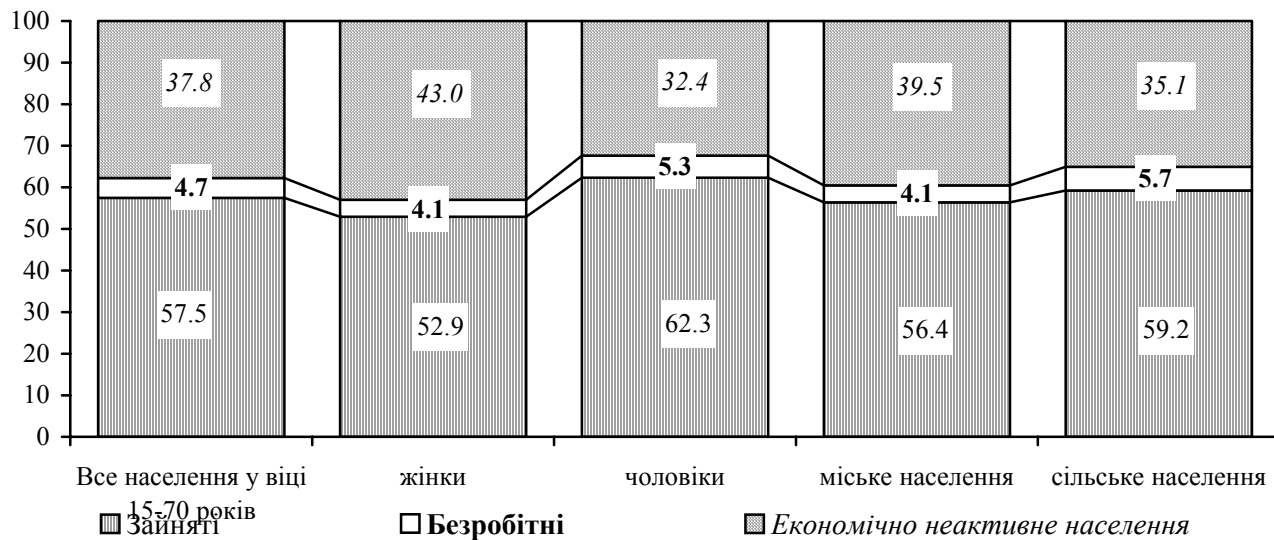 100
90
80
70
60
50
40
30
20
10
0
37.8 43.0 32.4 39.5 35.1
4.7 4.1 5.3 4.1 5.7
57.5 52.9 62.3 56.4 59.2
Все населення у віці жінки чоловіки міське населення сільське населення
15-70 років
Зайняті Безробітні Економічно неактивне населення